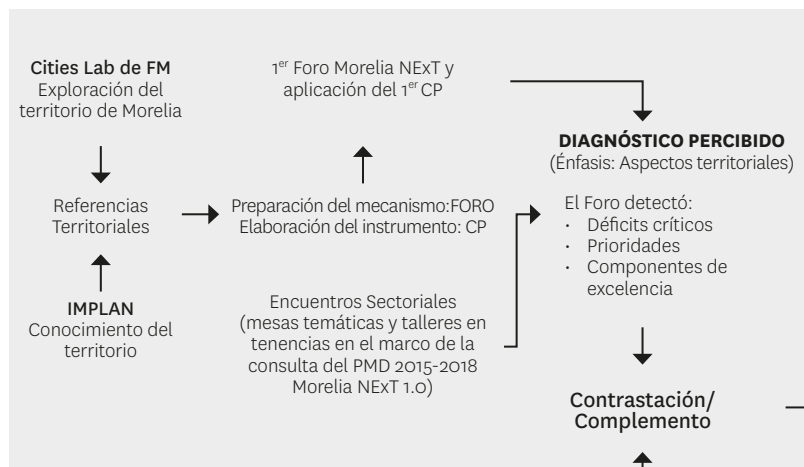 Cities Lab de FM
Exploración del
territorio de Morelia
1er Foro Morelia NExT y
aplicación del 1er CP
DIAGNÓSTICO PERCIBIDO
(Énfasis: Aspectos territoriales)
Referencias
Territoriales
Preparación del mecanismo:FORO
Elaboración del instrumento: CP
El Foro detectó:
· Déficits críticos
· Prioridades
· Componentes de
excelencia
IMPLAN
Conocimiento del
territorio
Encuentros Sectoriales
(mesas temáticas y talleres en
tenencias en el marco de la
consulta del PMD 2015-2018
Morelia NExT 1.0)
Contrastación/
Complemento